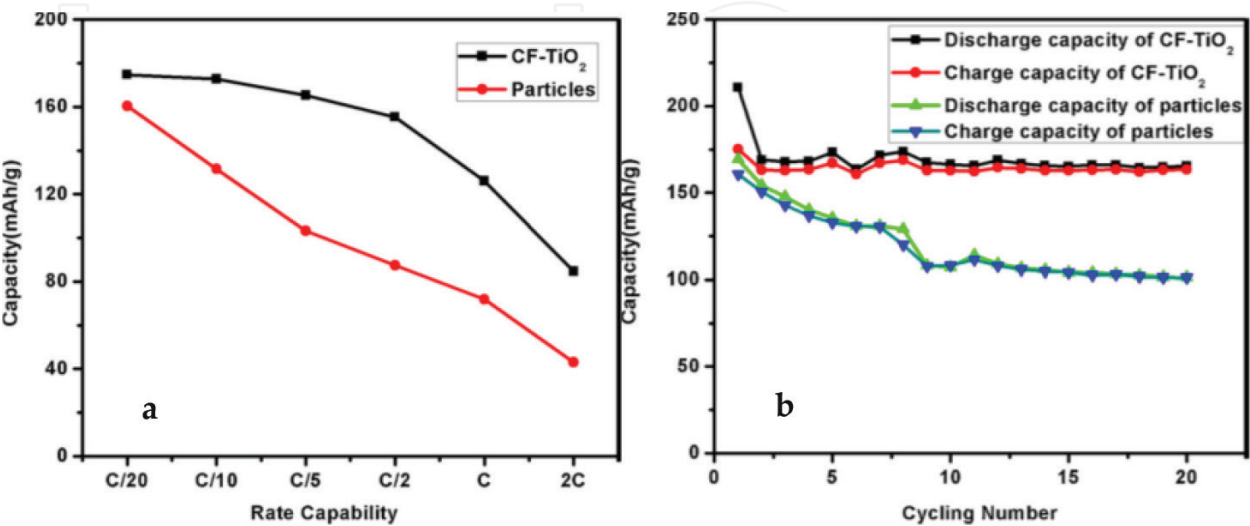 200
160
120
80
40
0
Capacity(mAh/g)
CF-TiO₂
Particles
a
C/20 C/10 C/5 C/2 C 2C
Rate Capability
250
200
150
100
50
0
Capacity(mAh/g)
Discharge capacity of CF-TiO₂
Charge capacity of CF-TiO₂
Discharge capacity of particles
Charge capacity of particles
b
0 5 10 15 20
Cycling Number